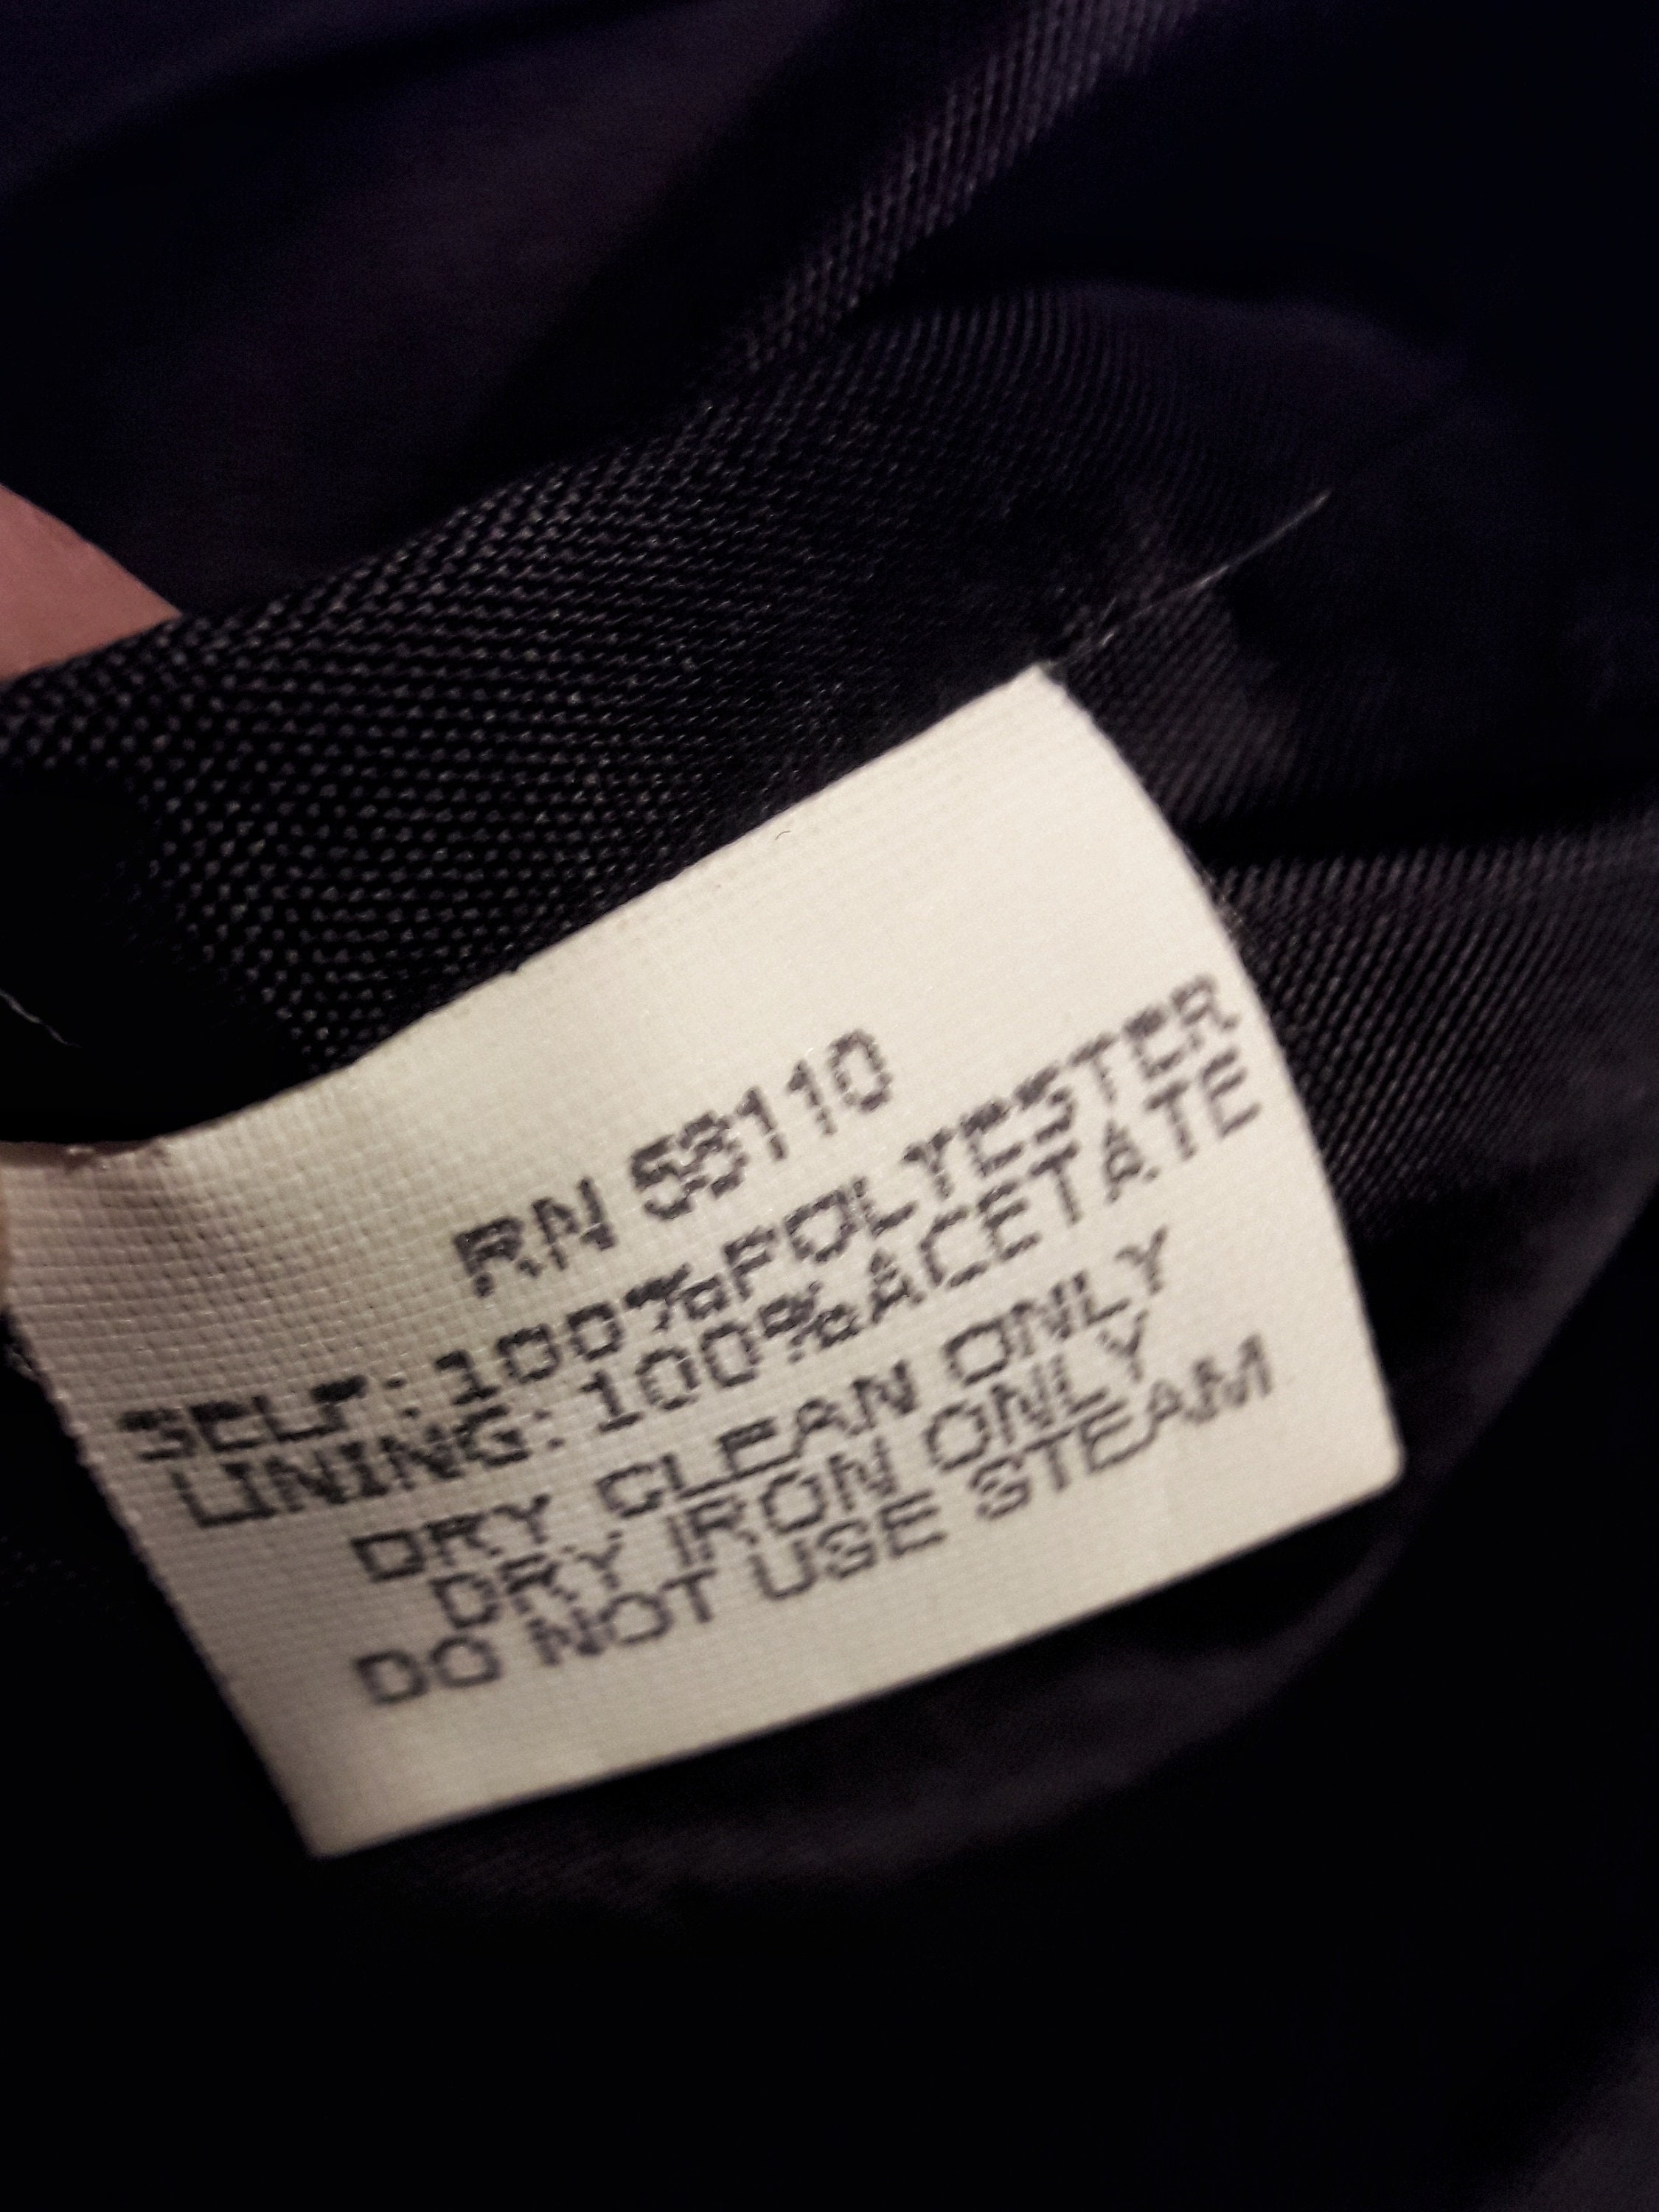 RN 53110
SELF:100%POLYESTER
LINING:100%ACETATE
DRY CLEAN ONLY
DRY IRON ONLY
DO NOT USE STEAM